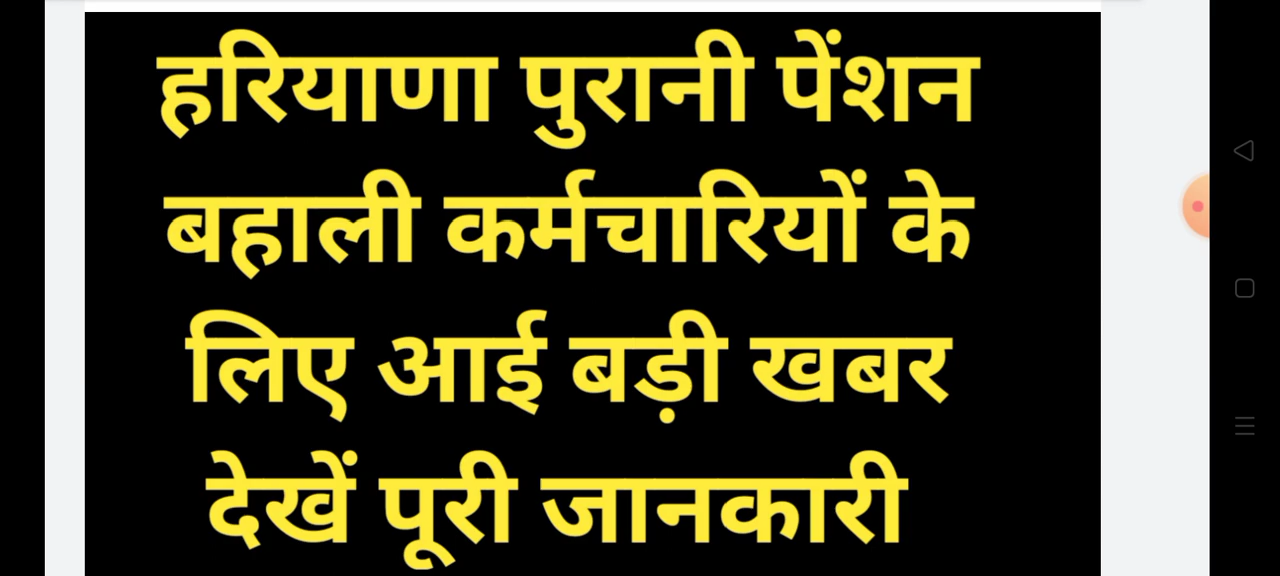 हरियाणा पुरानी पेंशन
बहाली कर्मचारियों के
लिए आई बड़ी खबर
देखें पूरी जानकारी